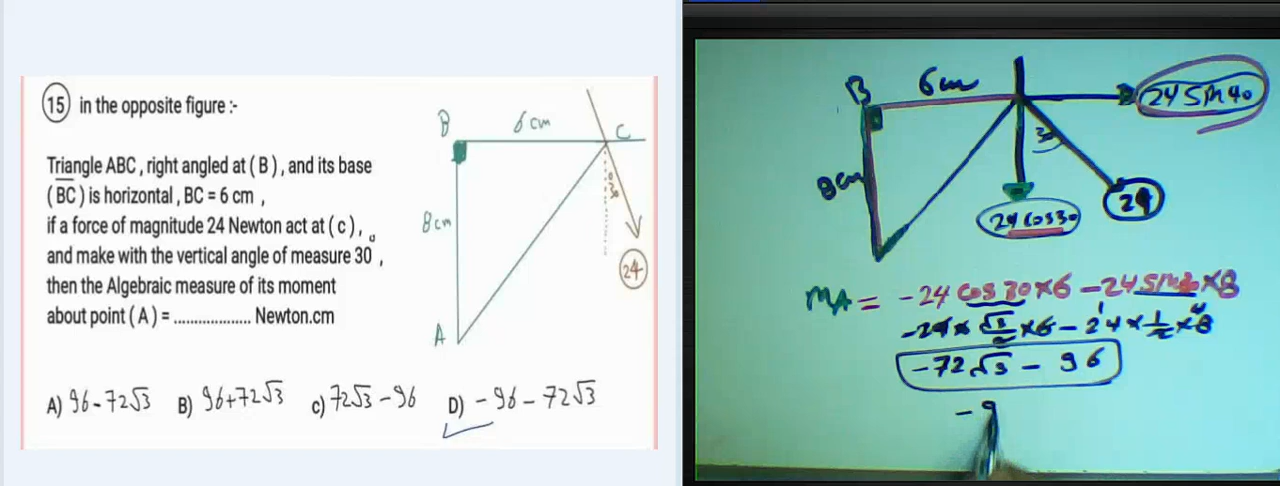 15 in the opposite figure :-
Triangle ABC , right angled at ( B ) , and its base
( BC ) is horizontal , BC = 6 cm ,
if a force of magnitude 24 Newton act at ( c ) ,
and make with the vertical angle of measure 30° ,
then the Algebraic measure of its moment
about point ( A ) = ................... Newton.cm
B 6 cm C
30°
8 cm
24
A
A) 96 - 72√3 B) 96+72√3 C) 72√3 - 96 D) - 96 - 72√3
B 6cm 24 Sin 40
30
8cm
24
24 cos 30
MA = -24 cos 30 × 6 - 24 Sin 30 × 8
-24 × √3/2 × 6 - 24 × 1/2 × 8
-72√3 - 96
- 9